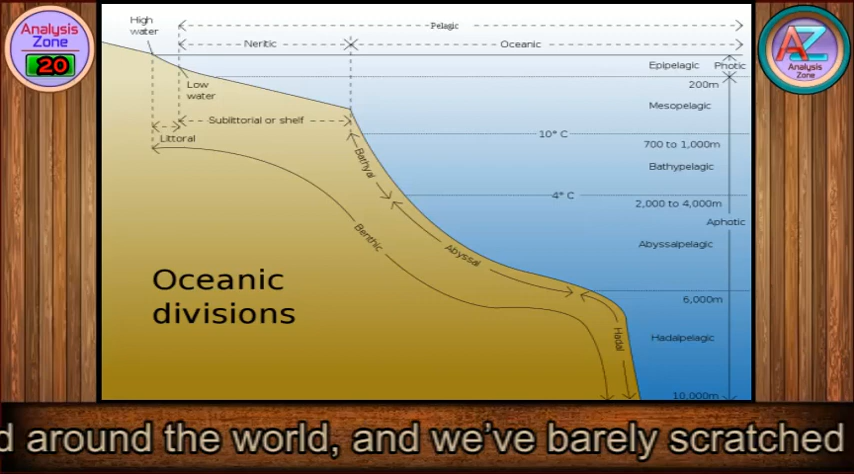 Analysis
Zone
20
High
water
Pelagic
Neritic
Oceanic
Epipelagic
Photic
200m
Low
water
Mesopelagic
Sublittorial or shelf
Littoral
10° C
700 to 1,000m
Bathyal
Bathypelagic
4° C
2,000 to 4,000m
Aphotic
Benthic
Abyssal
Abyssalpelagic
Oceanic
divisions
6,000m
Hadal
Hadalpelagic
10,000m
AZ
Analysis
Zone
d around the world, and we’ve barely scratched